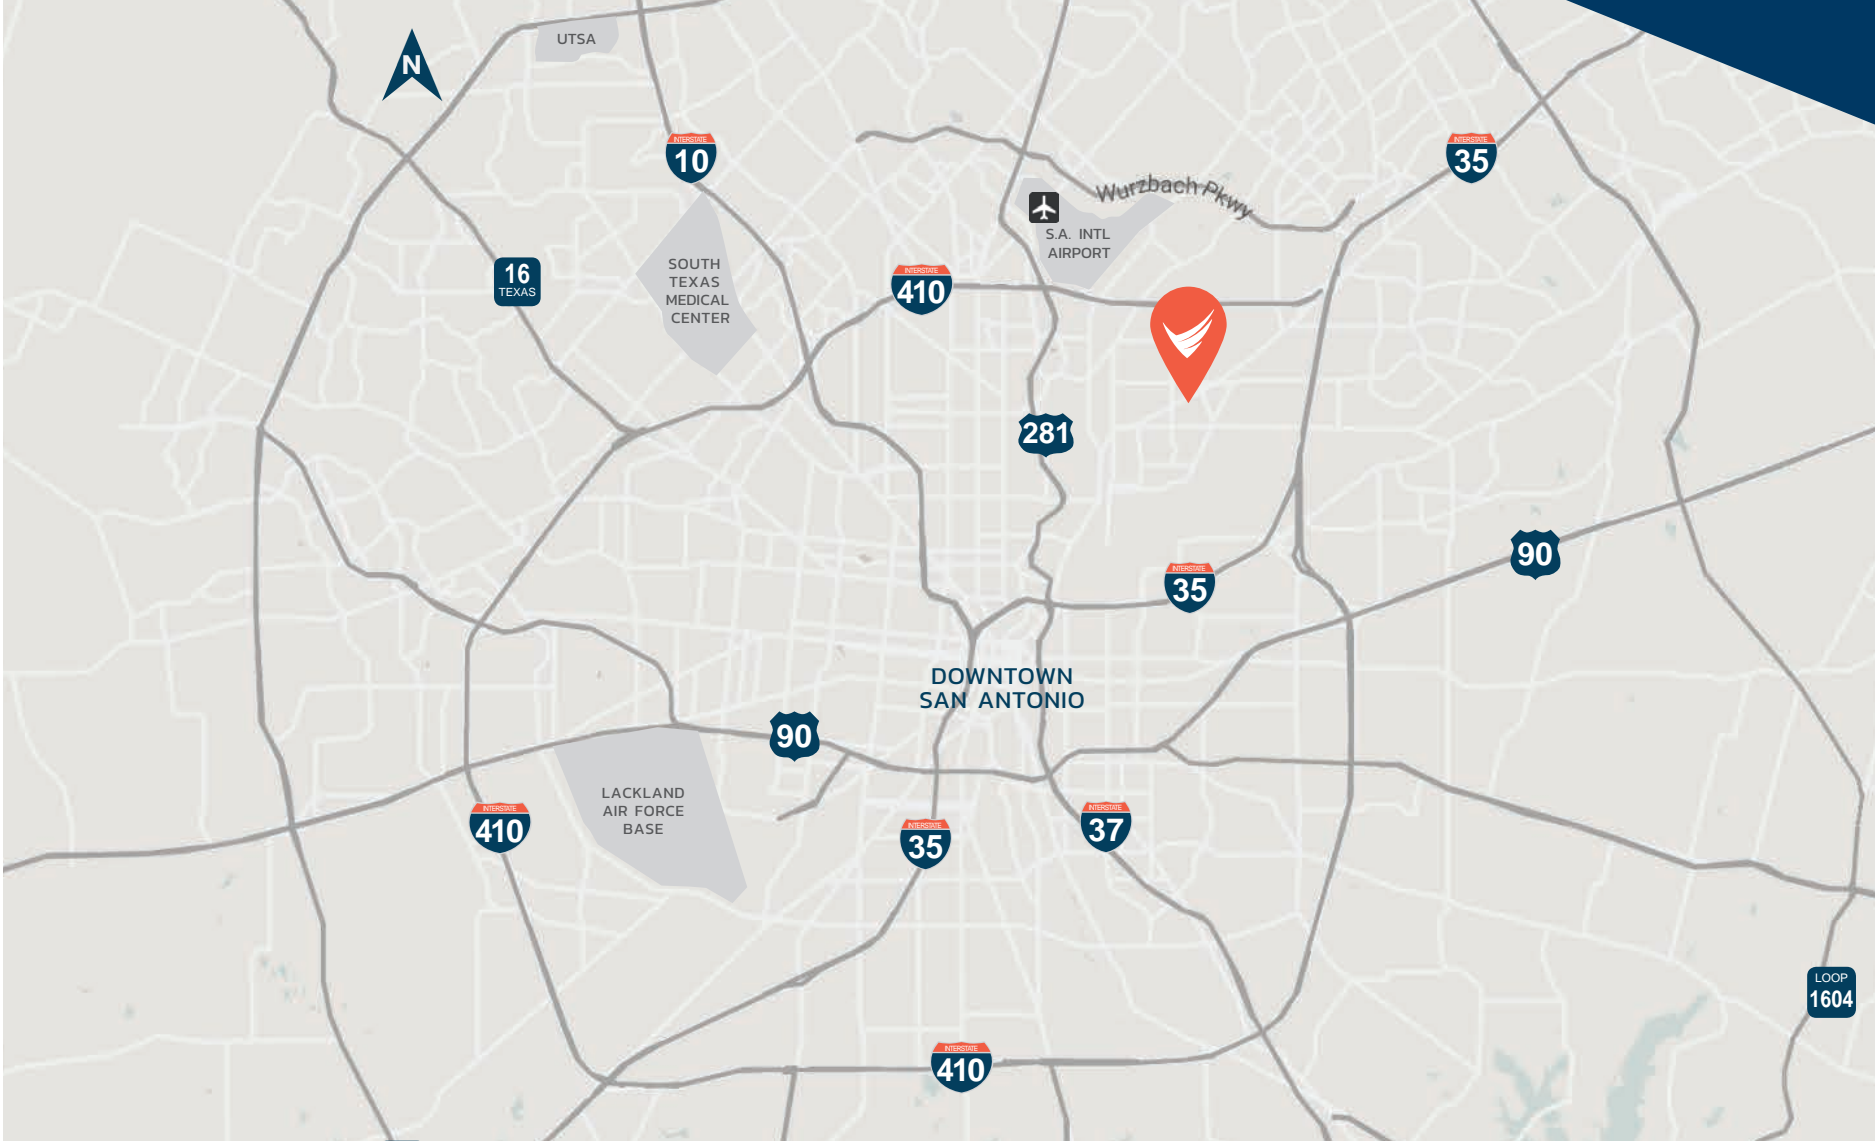 UTSA
N
INTERSTATE
10
INTERSTATE
35
Wurzbach Pkwy
S.A. INTL
AIRPORT
16
TEXAS
SOUTH
TEXAS
MEDICAL
CENTER
INTERSTATE
410
281
90
INTERSTATE
35
DOWNTOWN
SAN ANTONIO
90
LACKLAND
AIR FORCE
BASE
INTERSTATE
410
INTERSTATE
35
INTERSTATE
37
LOOP
1604
INTERSTATE
410